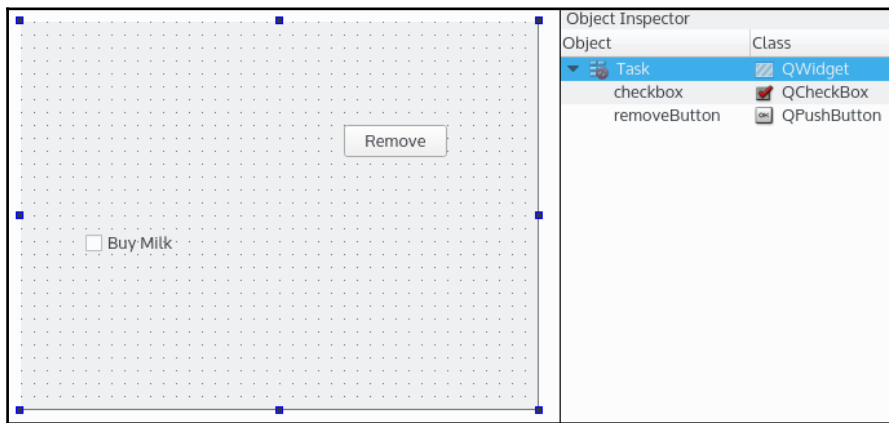 Remove
Buy Milk
Object Inspector
Object Class
Task QWidget
checkbox QCheckBox
removeButton QPushButton